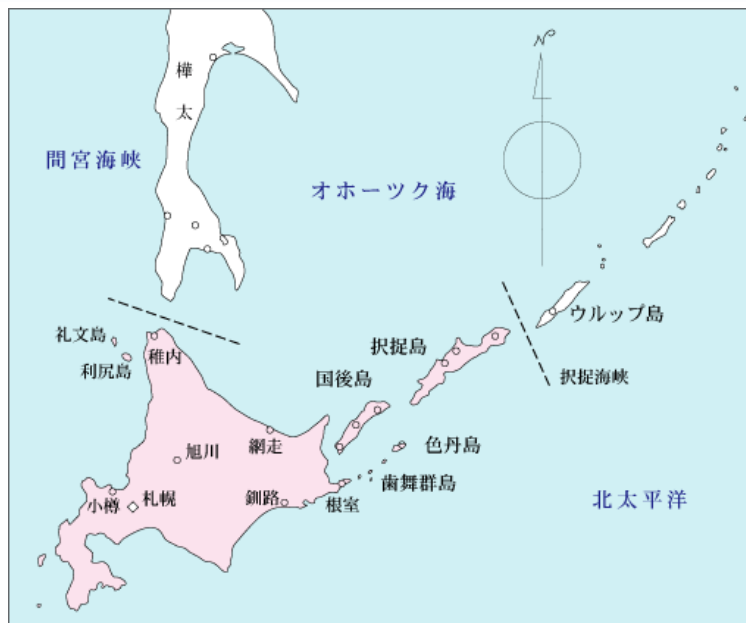 N
樺太
間宮海峡
オホーツク海
ウルップ島
礼文島
択捉島
稚内
利尻島
国後島
択捉海峡
旭川
網走
色丹島
歯舞群島
小樽
札幌
釧路
根室
北太平洋